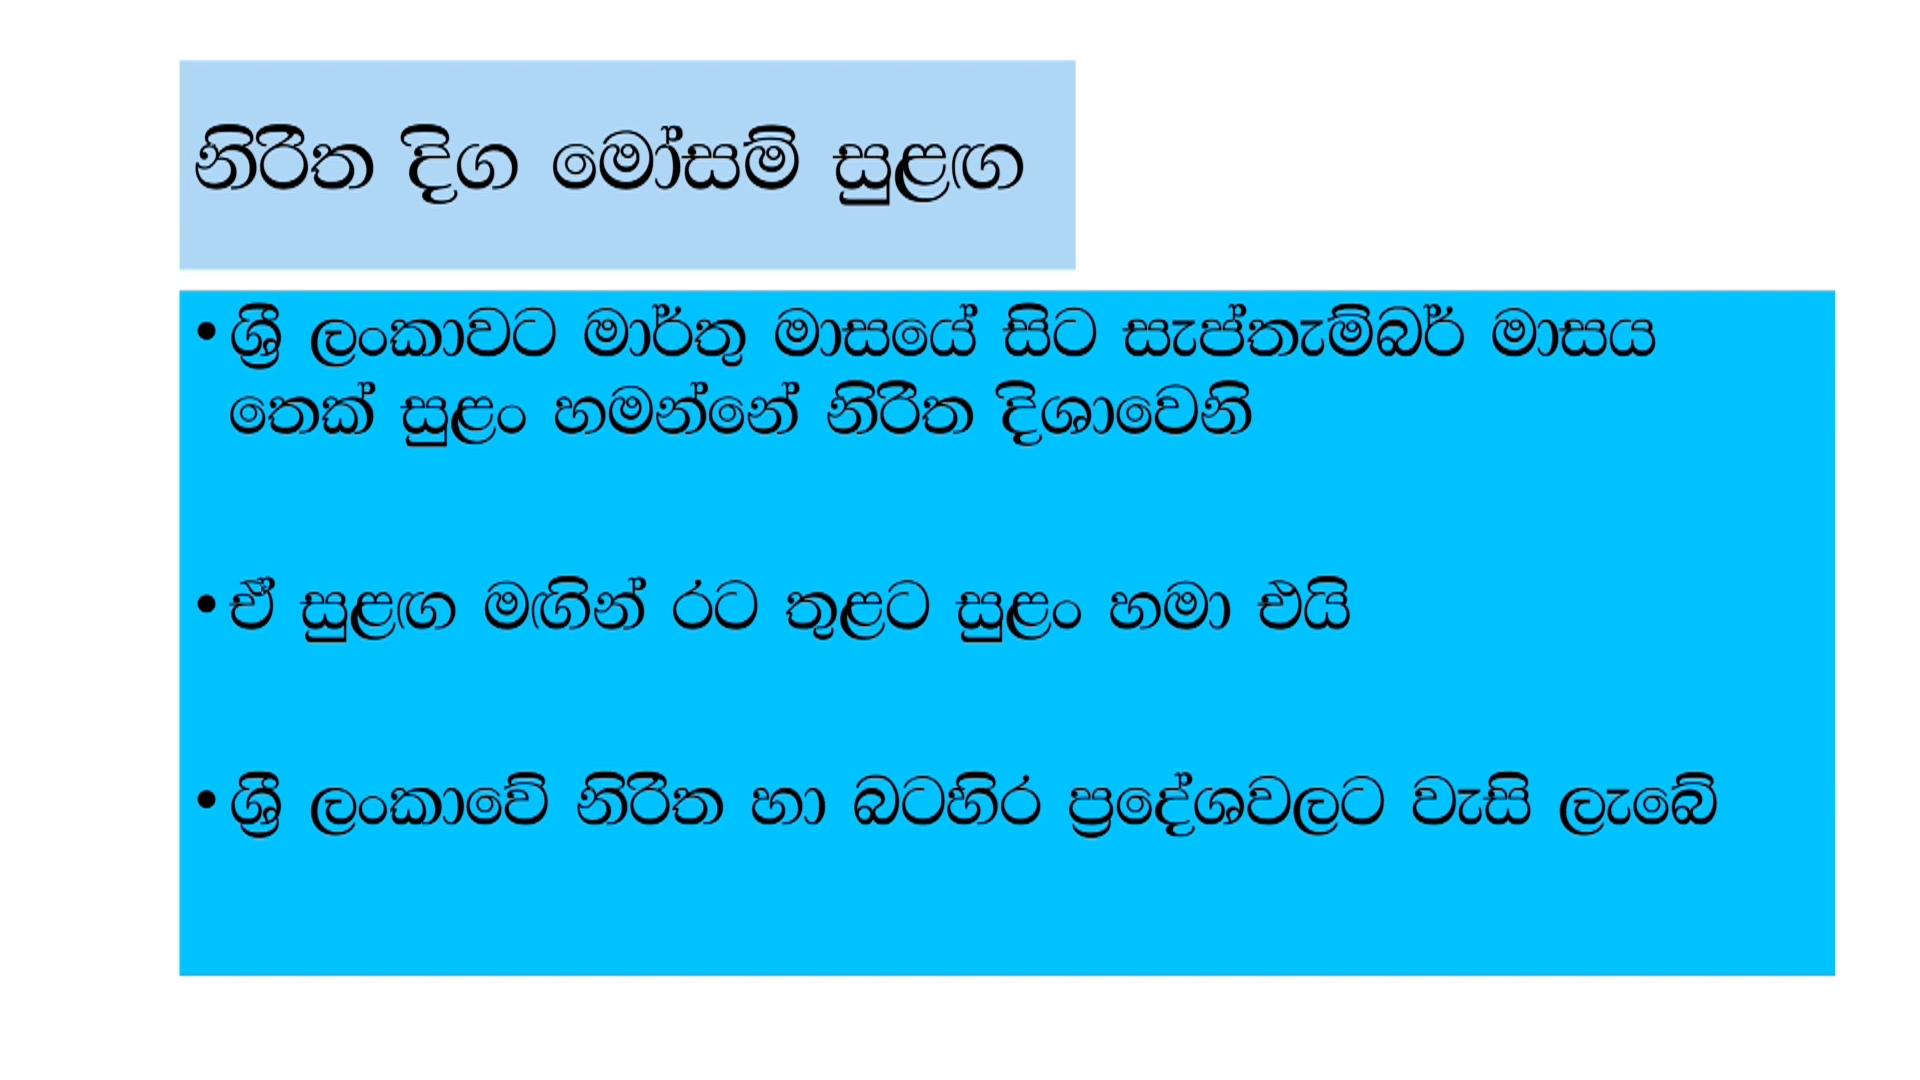 නිරිත දිග මෝසම් සුළඟ
• ශ්‍රී ලංකාවට මාර්තු මාසයේ සිට සැප්තැම්බර් මාසය
තෙක් සුළං හමන්නේ නිරිත දිශාවෙනි
• ඒ සුළඟ මඟින් රට තුළට සුළං හමා එයි
• ශ්‍රී ලංකාවේ නිරිත හා බටහිර ප්‍රදේශවලට වැසි ලැබේ